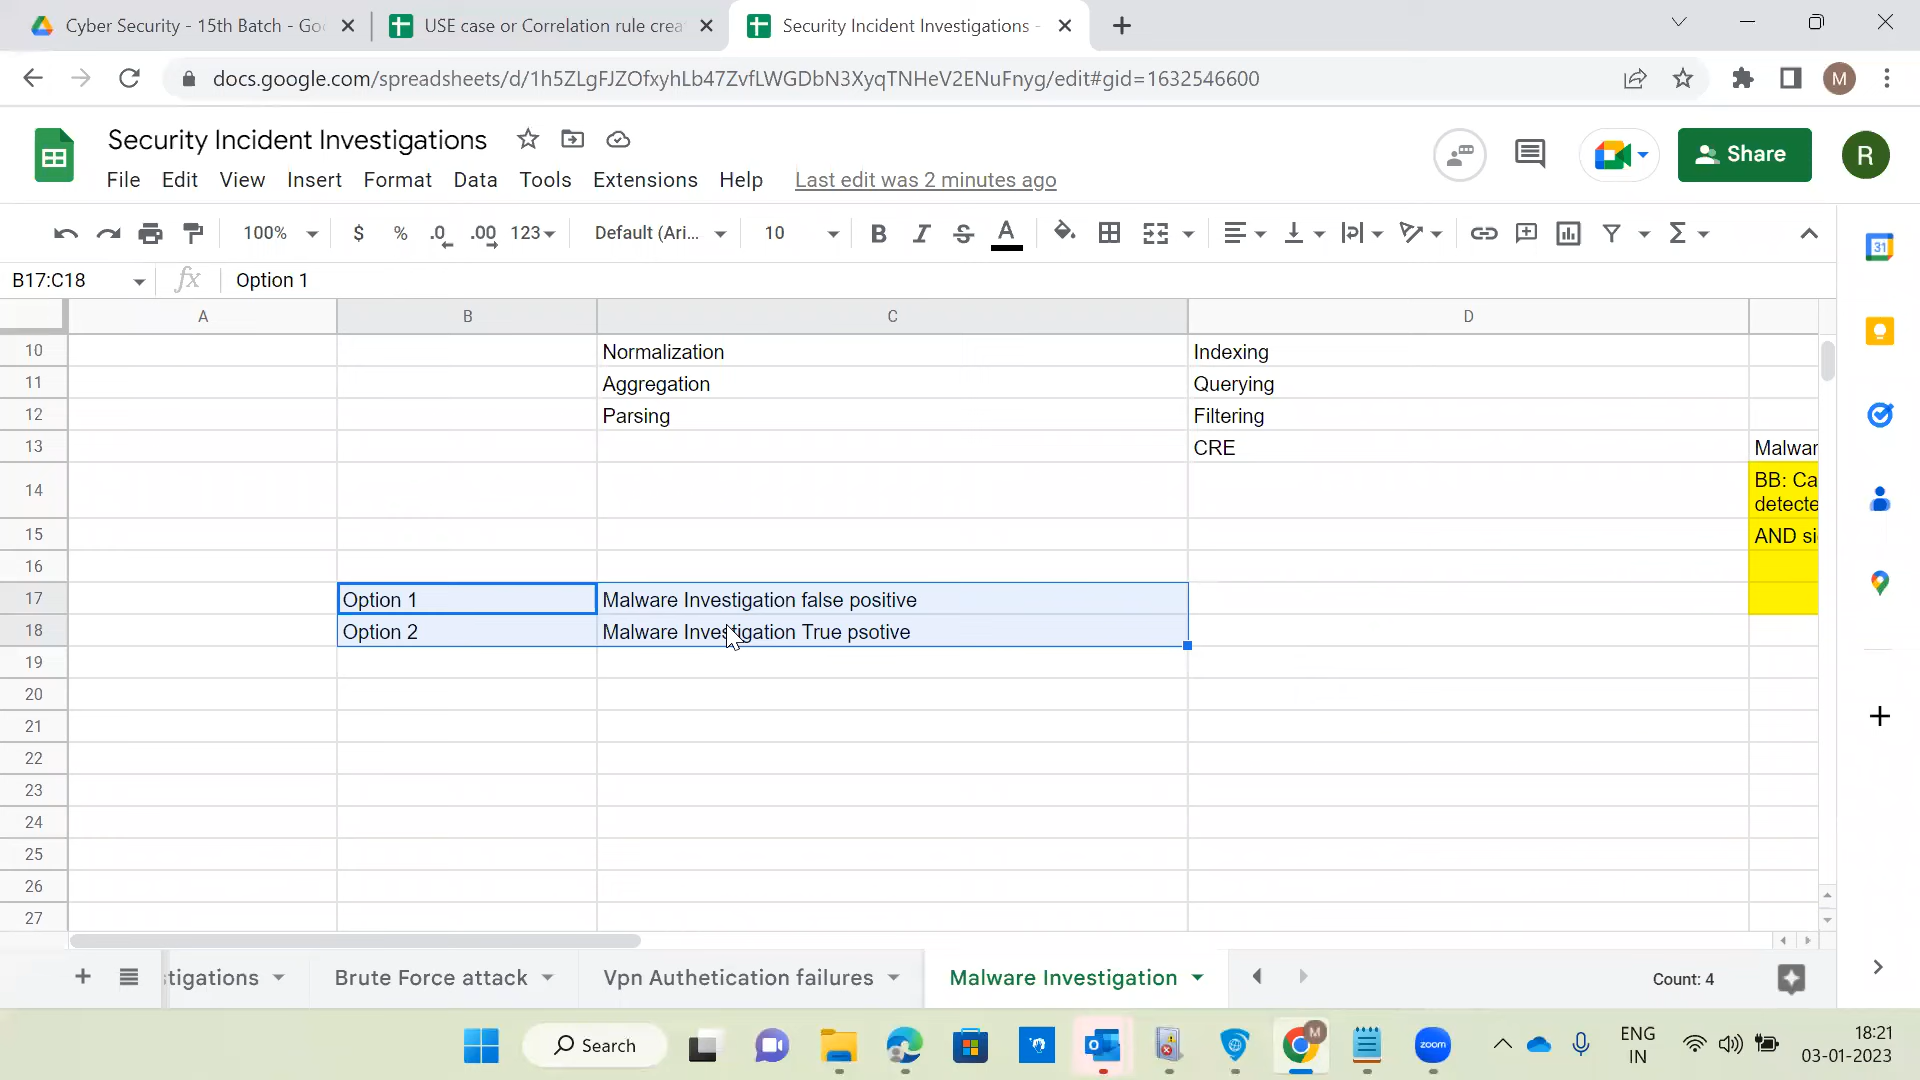 Cyber Security - 15th Batch - Go
USE case or Correlation rule crea
Security Incident Investigations -
docs.google.com/spreadsheets/d/1h5ZLgFJZOfxyhLb47ZvfLWGDbN3XyqTNHeV2ENuFnyg/edit#gid=1632546600
M
Security Incident Investigations
Share
R
File Edit View Insert Format Data Tools Extensions Help Last edit was 2 minutes ago
100% $ % .0 .00 123 Default (Ari... 10 B I S A Σ
31
B17:C18 fx Option 1
A B C D
10 Normalization Indexing
11 Aggregation Querying
12 Parsing Filtering
13 CRE Malwar
14 BB: Ca
detecte
15 AND si
16
17 Option 1 Malware Investigation false positive
18 Option 2 Malware Investigation True psotive
19
20
21
22
23
24
25
26
27
tigations Brute Force attack Vpn Authetication failures Malware Investigation Count: 4
Search
M
zoom
ENG
IN
18:21
03-01-2023